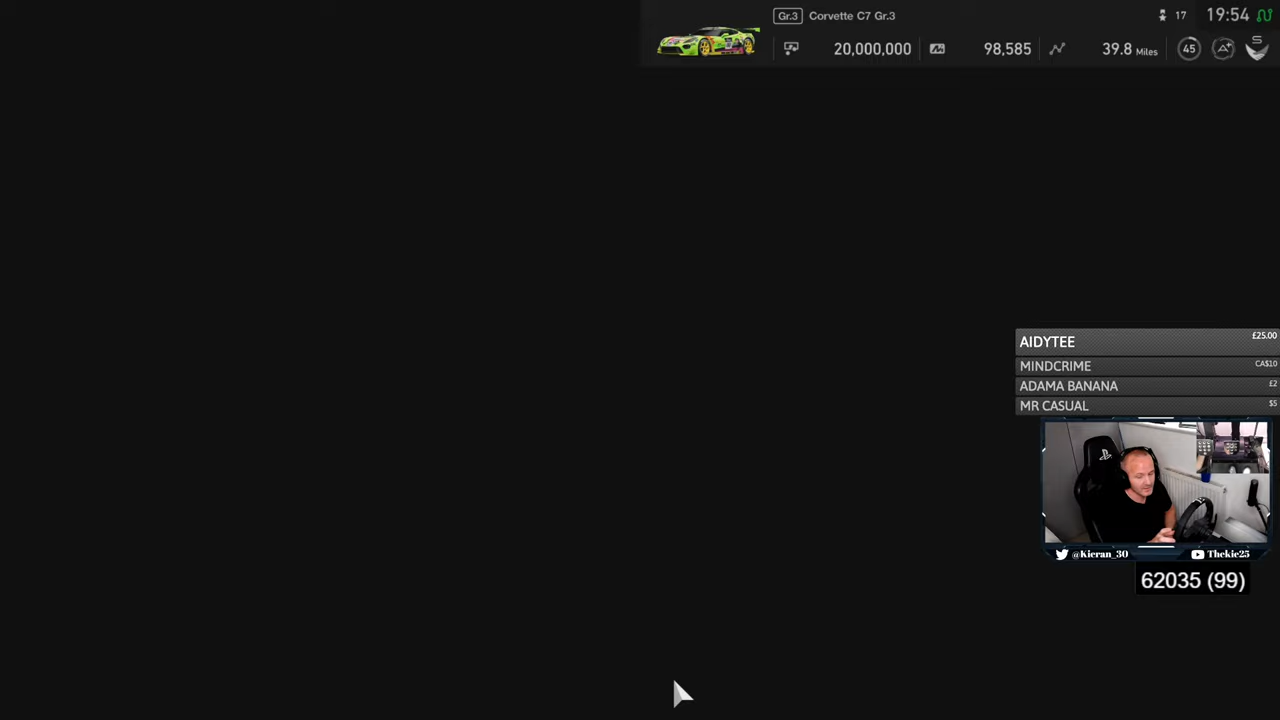 Gr.3 Corvette C7 Gr.3 17 19:54
20,000,000 98,585 39.8 Miles 45 A+ S
AIDYTEE £25.00
MINDCRIME CA$10
ADAMA BANANA £2
MR CASUAL $5
@Kieran_30 Thekie25
62035 (99)